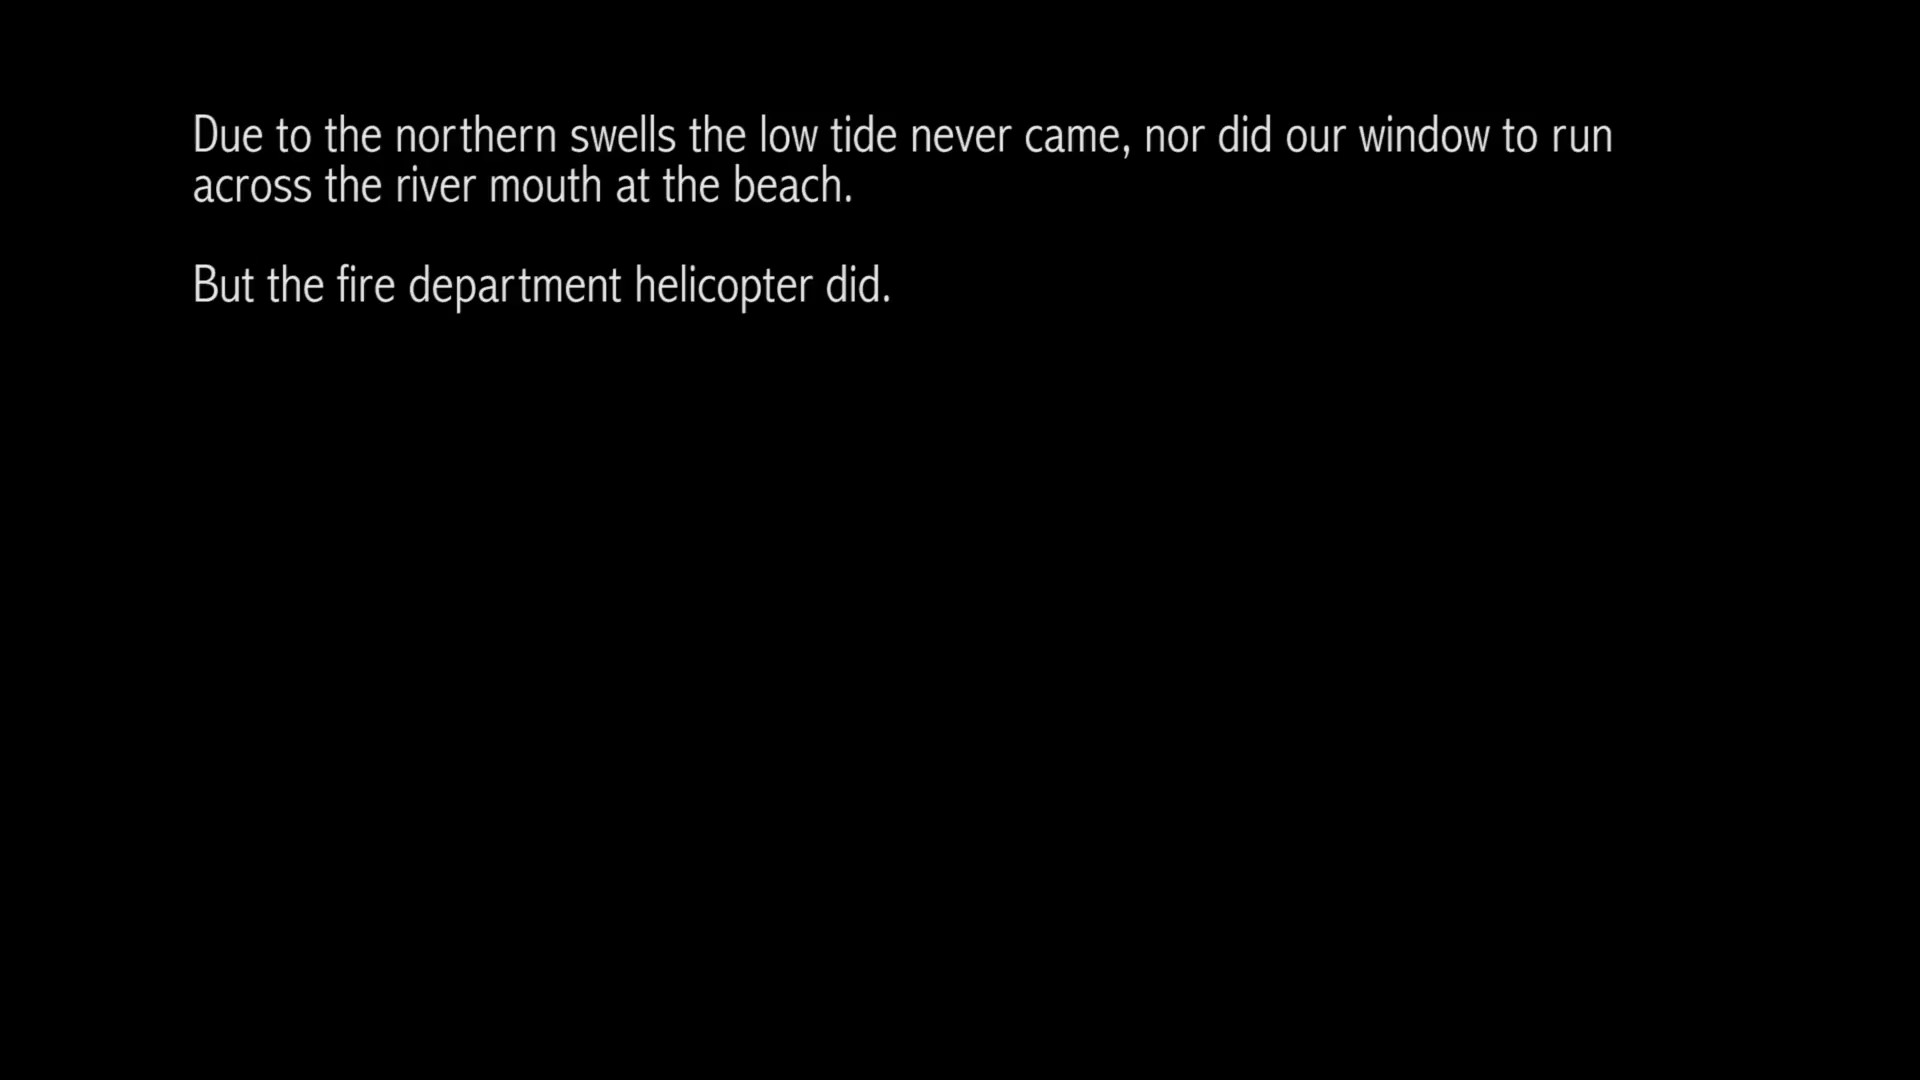 Due to the northern swells the low tide never came, nor did our window to run
across the river mouth at the beach.
But the fire department helicopter did.